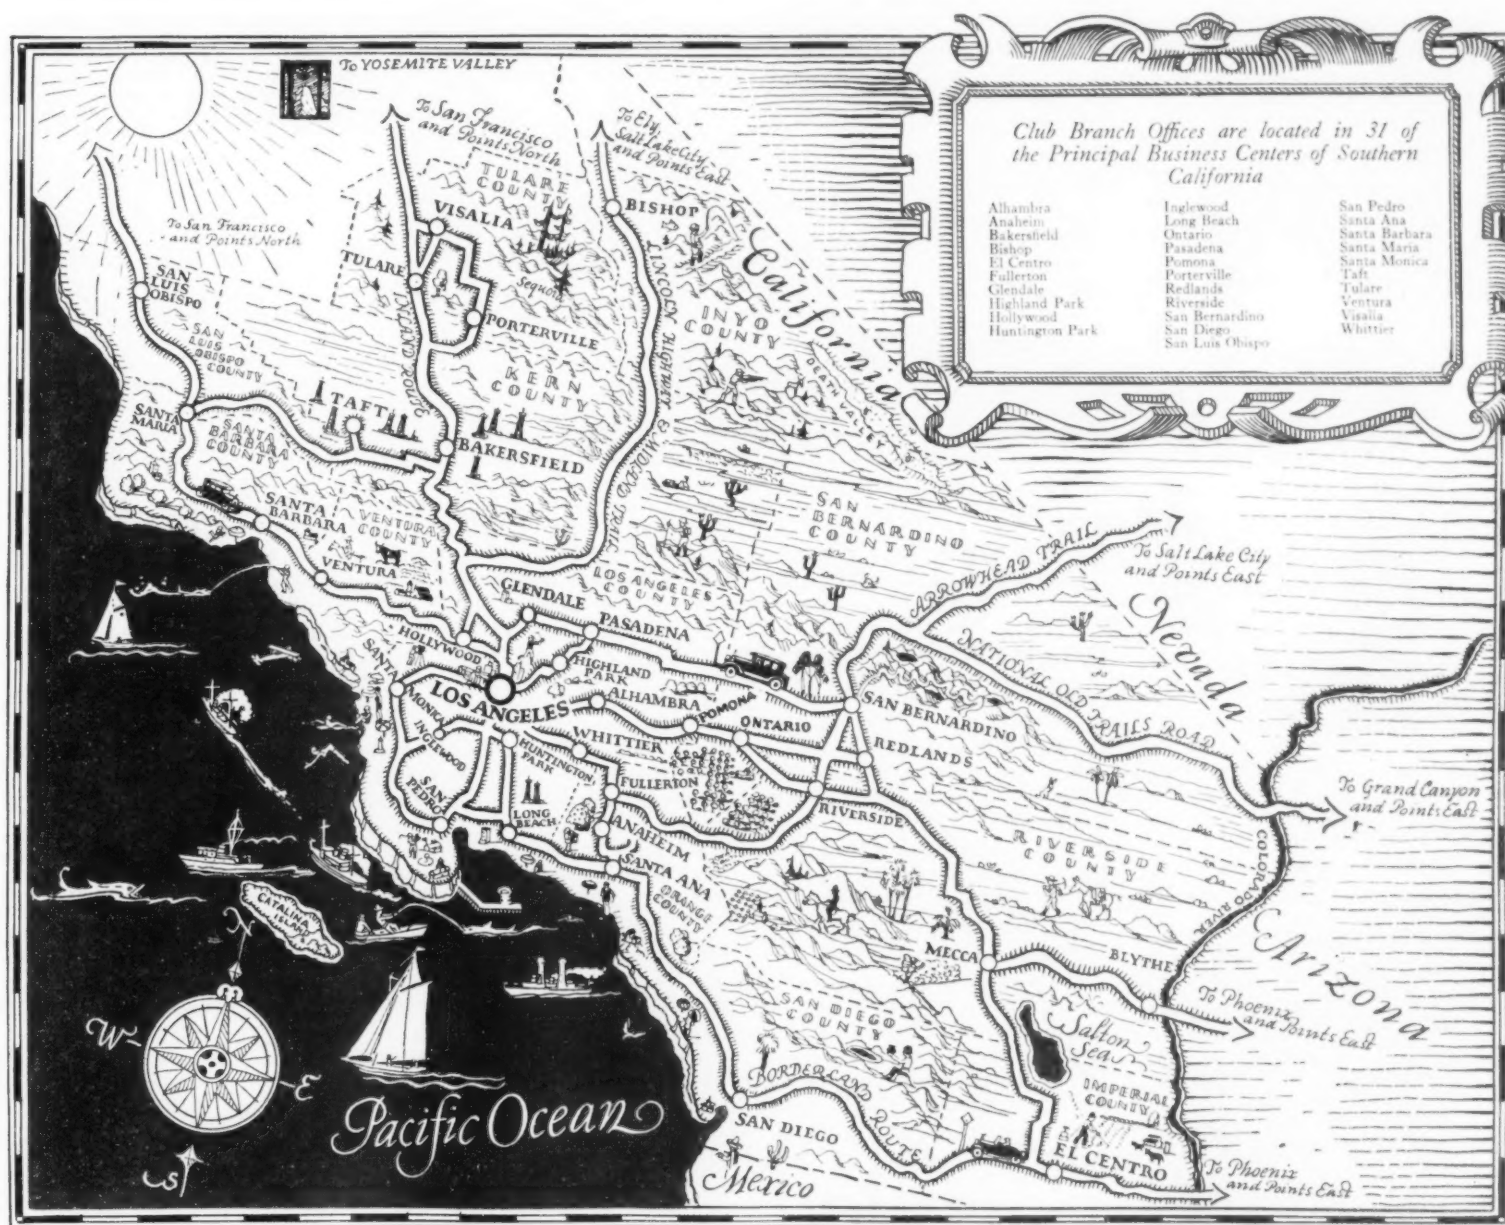 To YOSEMITE VALLEY
To San Francisco
and Points North
To Ely,
Salt Lake City
and Points East
Club Branch Offices are located in 31 of
the Principal Business Centers of Southern
California
Alhambra
Anaheim
Bakersfield
Bishop
El Centro
Fullerton
Glendale
Highland Park
Hollywood
Huntington Park
Inglewood
Long Beach
Ontario
Pasadena
Pomona
Porterville
Redlands
Riverside
San Bernardino
San Diego
San Luis Obispo
San Pedro
Santa Ana
Santa Barbara
Santa Maria
Santa Monica
Taft
Tulare
Ventura
Visalia
Whittier
To San Francisco
and Points North
TULARE
COUNTY
VISALIA
BISHOP
TULARE
Sequoia
PORTERVILLE
SAN
LUIS
OBISPO
SAN
LUIS
OBISPO
COUNTY
INLAND ROUTE
KERN
COUNTY
INYO
COUNTY
California
DEATH VALLEY
SANTA
MARIA
TAFT
SANTA
BARBARA
COUNTY
BAKERSFIELD
SANTA
BARBARA
VENTURA
COUNTY
VENTURA
SAN
BERNARDINO
COUNTY
LOS ANGELES
COUNTY
ARROWHEAD TRAIL
To Salt Lake City
and Points East
Nevada
NATIONAL OLD TRAILS ROAD
GLENDALE
PASADENA
HOLLYWOOD
HIGHLAND
PARK
SANTA MONICA
LOS ANGELES
ALHAMBRA
POMONA
ONTARIO
SAN BERNARDINO
REDLANDS
INGLEWOOD
HUNTINGTON
PARK
WHITTIER
FULLERTON
RIVERSIDE
SAN
PEDRO
LONG
BEACH
ANAHEIM
SANTA ANA
ORANGE
COUNTY
To Grand Canyon
and Points East
RIVERSIDE
COUNTY
COLORADO RIVER
Arizona
CATALINA
ISLAND
MECCA
BLYTHE
To Phoenix
and Points East
SAN DIEGO
COUNTY
Salton
Sea
IMPERIAL
COUNTY
BORDERLAND ROUTE
SAN DIEGO
EL CENTRO
To Phoenix
and Points East
Mexico
Pacific Ocean
N
W
E
S